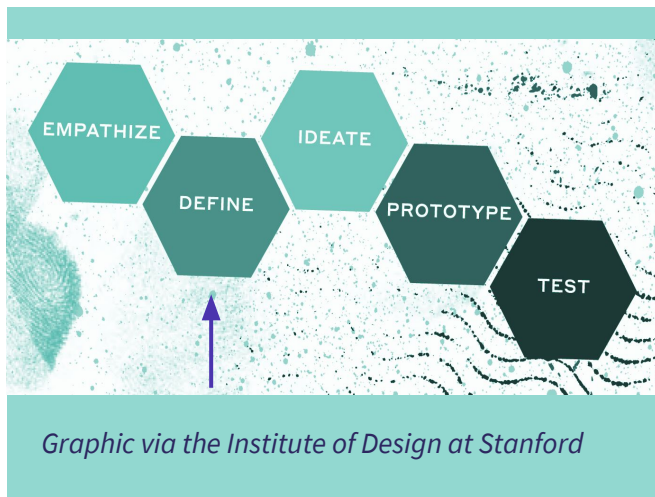 EMPATHIZE
DEFINE
IDEATE
PROTOTYPE
TEST
Graphic via the Institute of Design at Stanford